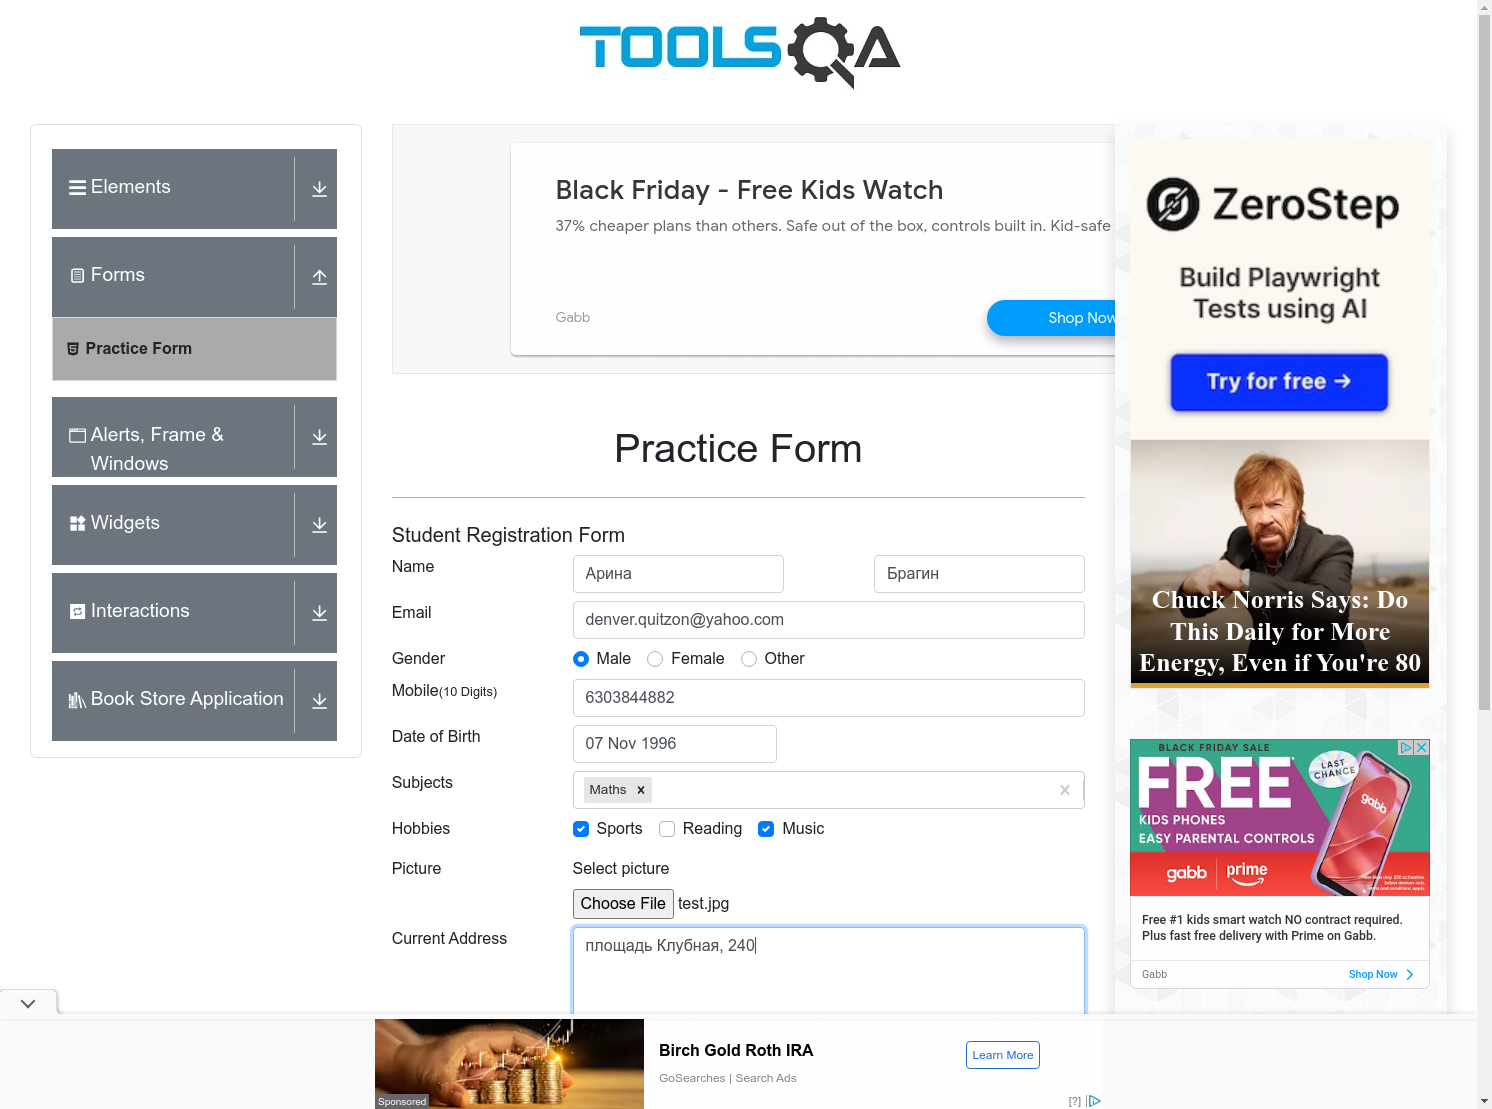 TOOLSQA
Elements
Forms
Practice Form
Alerts, Frame &
Windows
Widgets
Interactions
Book Store Application
Black Friday - Free Kids Watch
37% cheaper plans than others. Safe out of the box, controls built in. Kid-safe
Gabb
Shop Now
Practice Form
Student Registration Form
Name
Арина
Брагин
Email
denver.quitzon@yahoo.com
Gender
Male
Female
Other
Mobile(10 Digits)
6303844882
Date of Birth
07 Nov 1996
Subjects
Maths
Hobbies
Sports
Reading
Music
Picture
Select picture
Choose File test.jpg
Current Address
площадь Клубная, 240
ZeroStep
Build Playwright
Tests using AI
Try for free →
Chuck Norris Says: Do
This Daily for More
Energy, Even if You're 80
BLACK FRIDAY SALE
LAST
CHANCE
FREE
KIDS PHONES
EASY PARENTAL CONTROLS
gabb
gabb
prime
Free #1 kids smart watch NO contract required.
Plus fast free delivery with Prime on Gabb.
Gabb
Shop Now
Birch Gold Roth IRA
GoSearches | Search Ads
Learn More
Sponsored
[?]